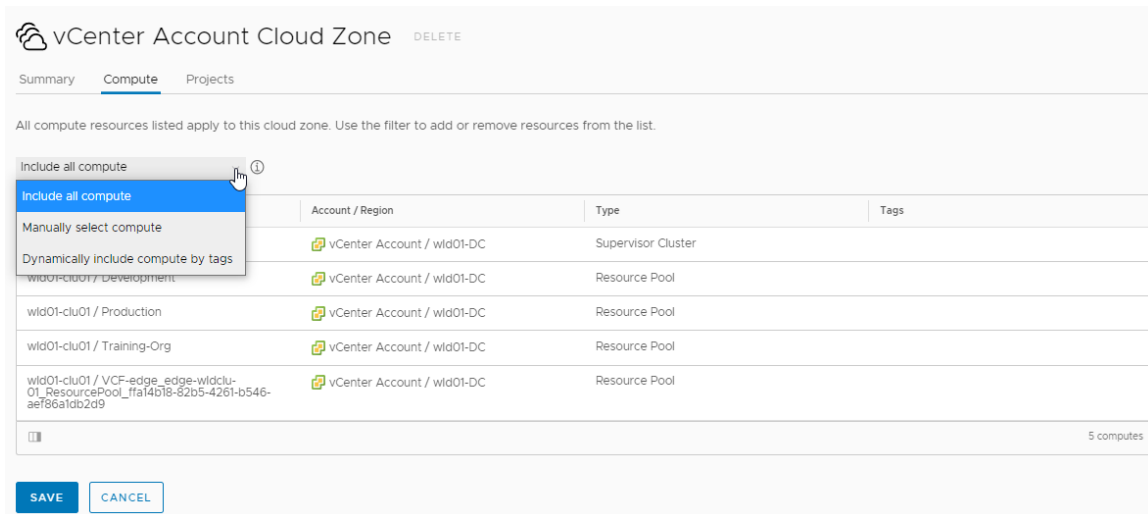 vCenter Account Cloud Zone DELETE
Summary Compute Projects
All compute resources listed apply to this cloud zone. Use the filter to add or remove resources from the list.
Include all compute
Include all compute
Manually select compute
Dynamically include compute by tags
Account / Region Type Tags
vCenter Account / wld01-DC Supervisor Cluster
wld01-clu01 / Development vCenter Account / wld01-DC Resource Pool
wld01-clu01 / Production vCenter Account / wld01-DC Resource Pool
wld01-clu01 / Training-Org vCenter Account / wld01-DC Resource Pool
wld01-clu01 / VCF-edge_edge-wldclu- vCenter Account / wld01-DC Resource Pool
01_ResourcePool_ffa14b18-82b5-4261-b546-
aef86a1db2d9
5 computes
SAVE CANCEL